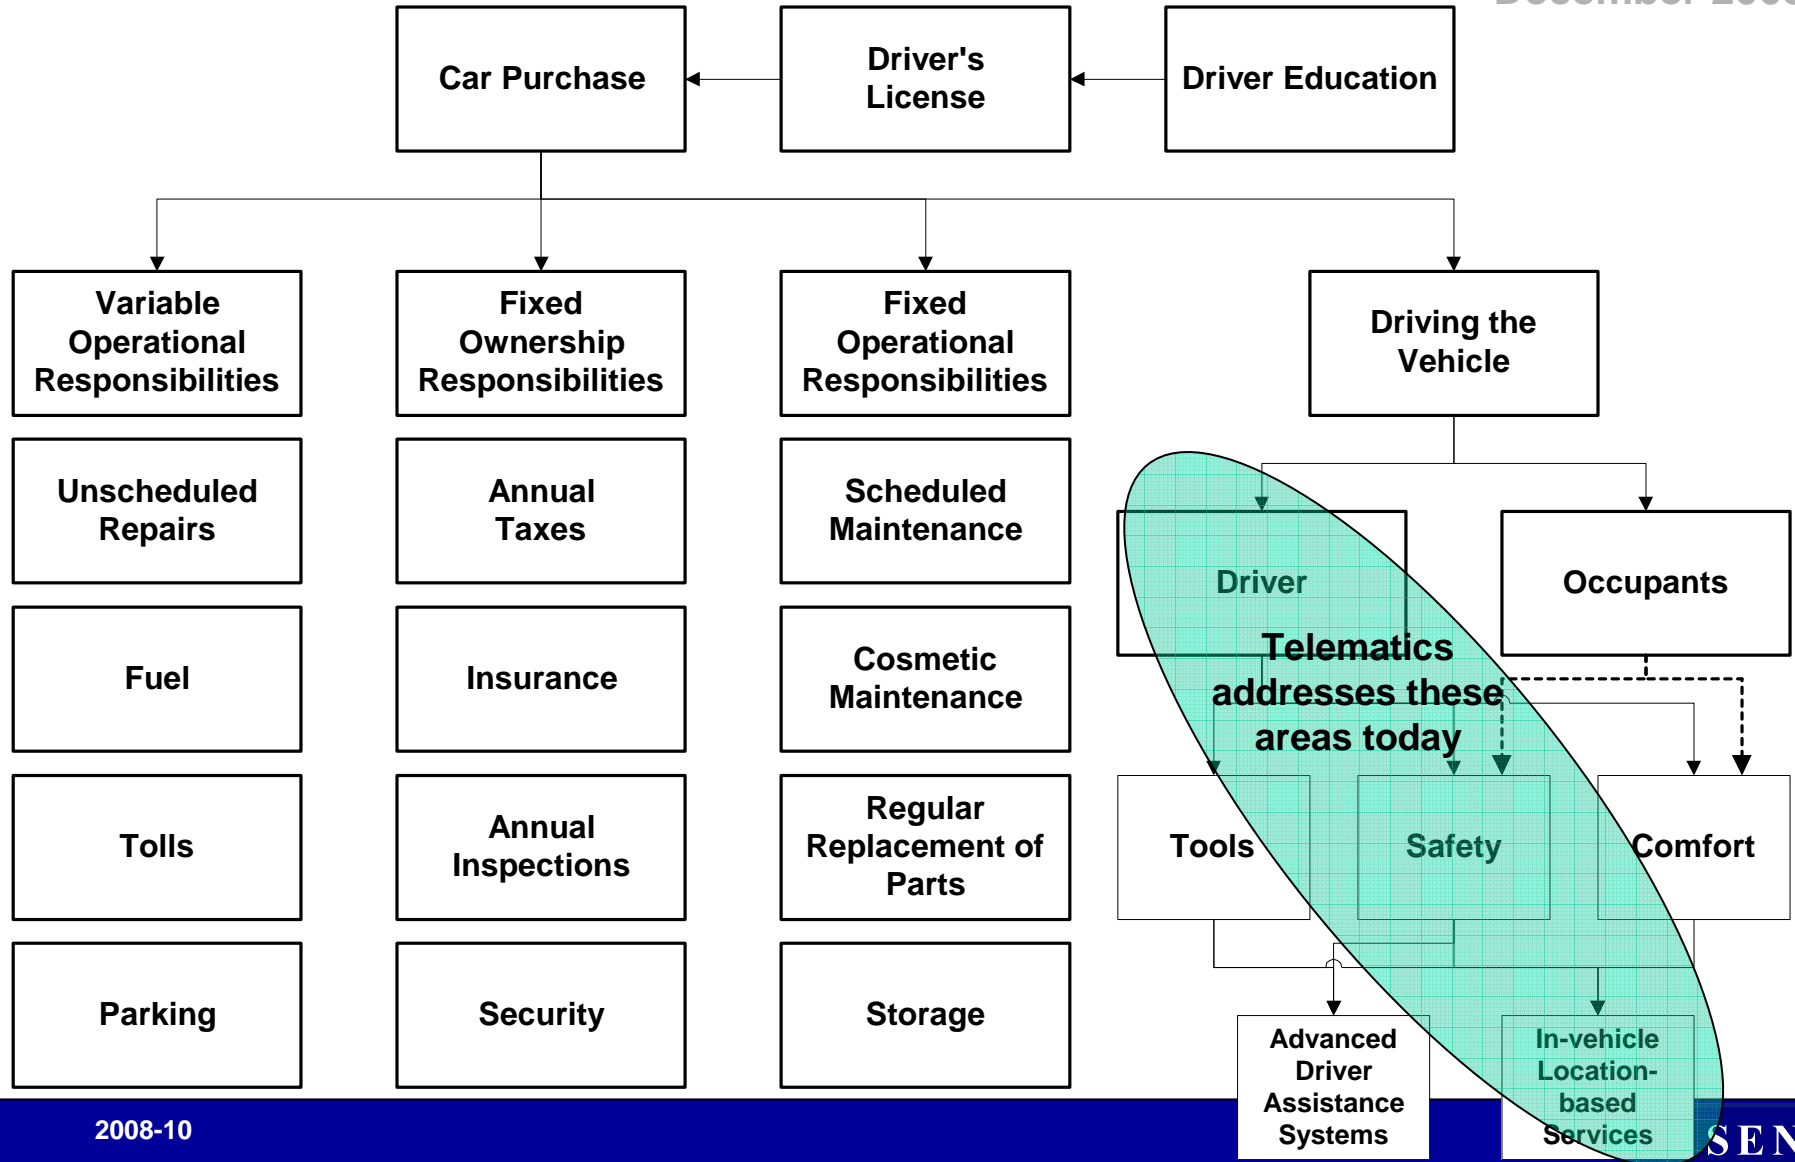 Car Purchase
Driver's
License
Driver Education
Variable
Operational
Responsibilities
Fixed
Ownership
Responsibilities
Fixed
Operational
Responsibilities
Driving the
Vehicle
Unscheduled
Repairs
Annual
Taxes
Scheduled
Maintenance
Driver
Occupants
Fuel
Insurance
Cosmetic
Maintenance
Telematics
addresses these
areas today
Tolls
Annual
Inspections
Regular
Replacement of
Parts
Tools
Safety
Comfort
Parking
Security
Storage
Advanced
Driver
Assistance
Systems
In-vehicle
Location-
based
Services
2008-10
SEN